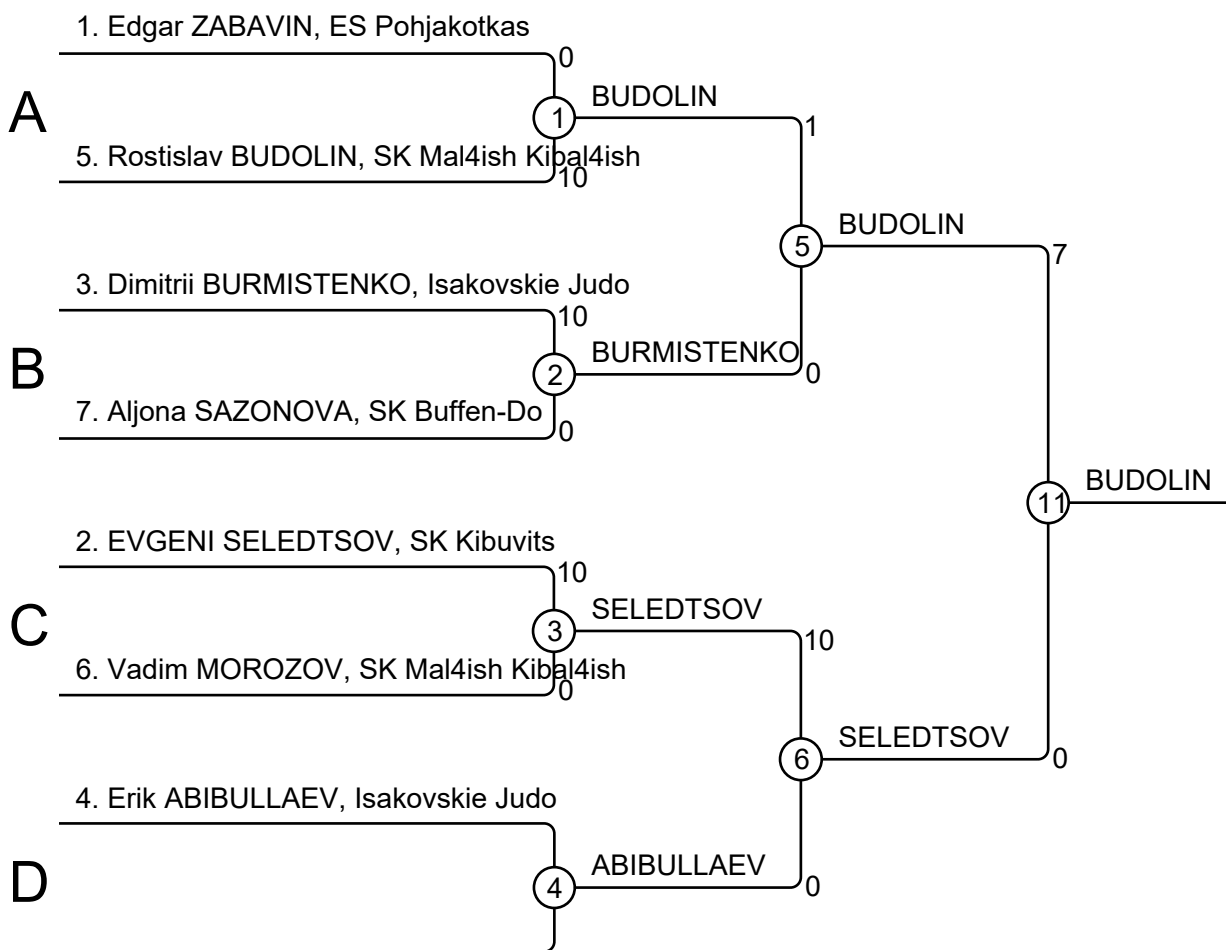 1. Edgar ZABAVIN, ES Pohjakotkas
0
A
1
BUDOLIN
1
5. Rostislav BUDOLIN, SK Mal4ish Kibal4ish
10
5
BUDOLIN
7
3. Dimitrii BURMISTENKO, Isakovskie Judo
10
B
2
BURMISTENKO
0
7. Aljona SAZONOVA, SK Buffen-Do
0
11
BUDOLIN
2. EVGENI SELEDTSOV, SK Kibuvits
10
C
3
SELEDTSOV
10
6. Vadim MOROZOV, SK Mal4ish Kibal4ish
0
6
SELEDTSOV
0
4. Erik ABIBULLAEV, Isakovskie Judo
D
4
ABIBULLAEV
0